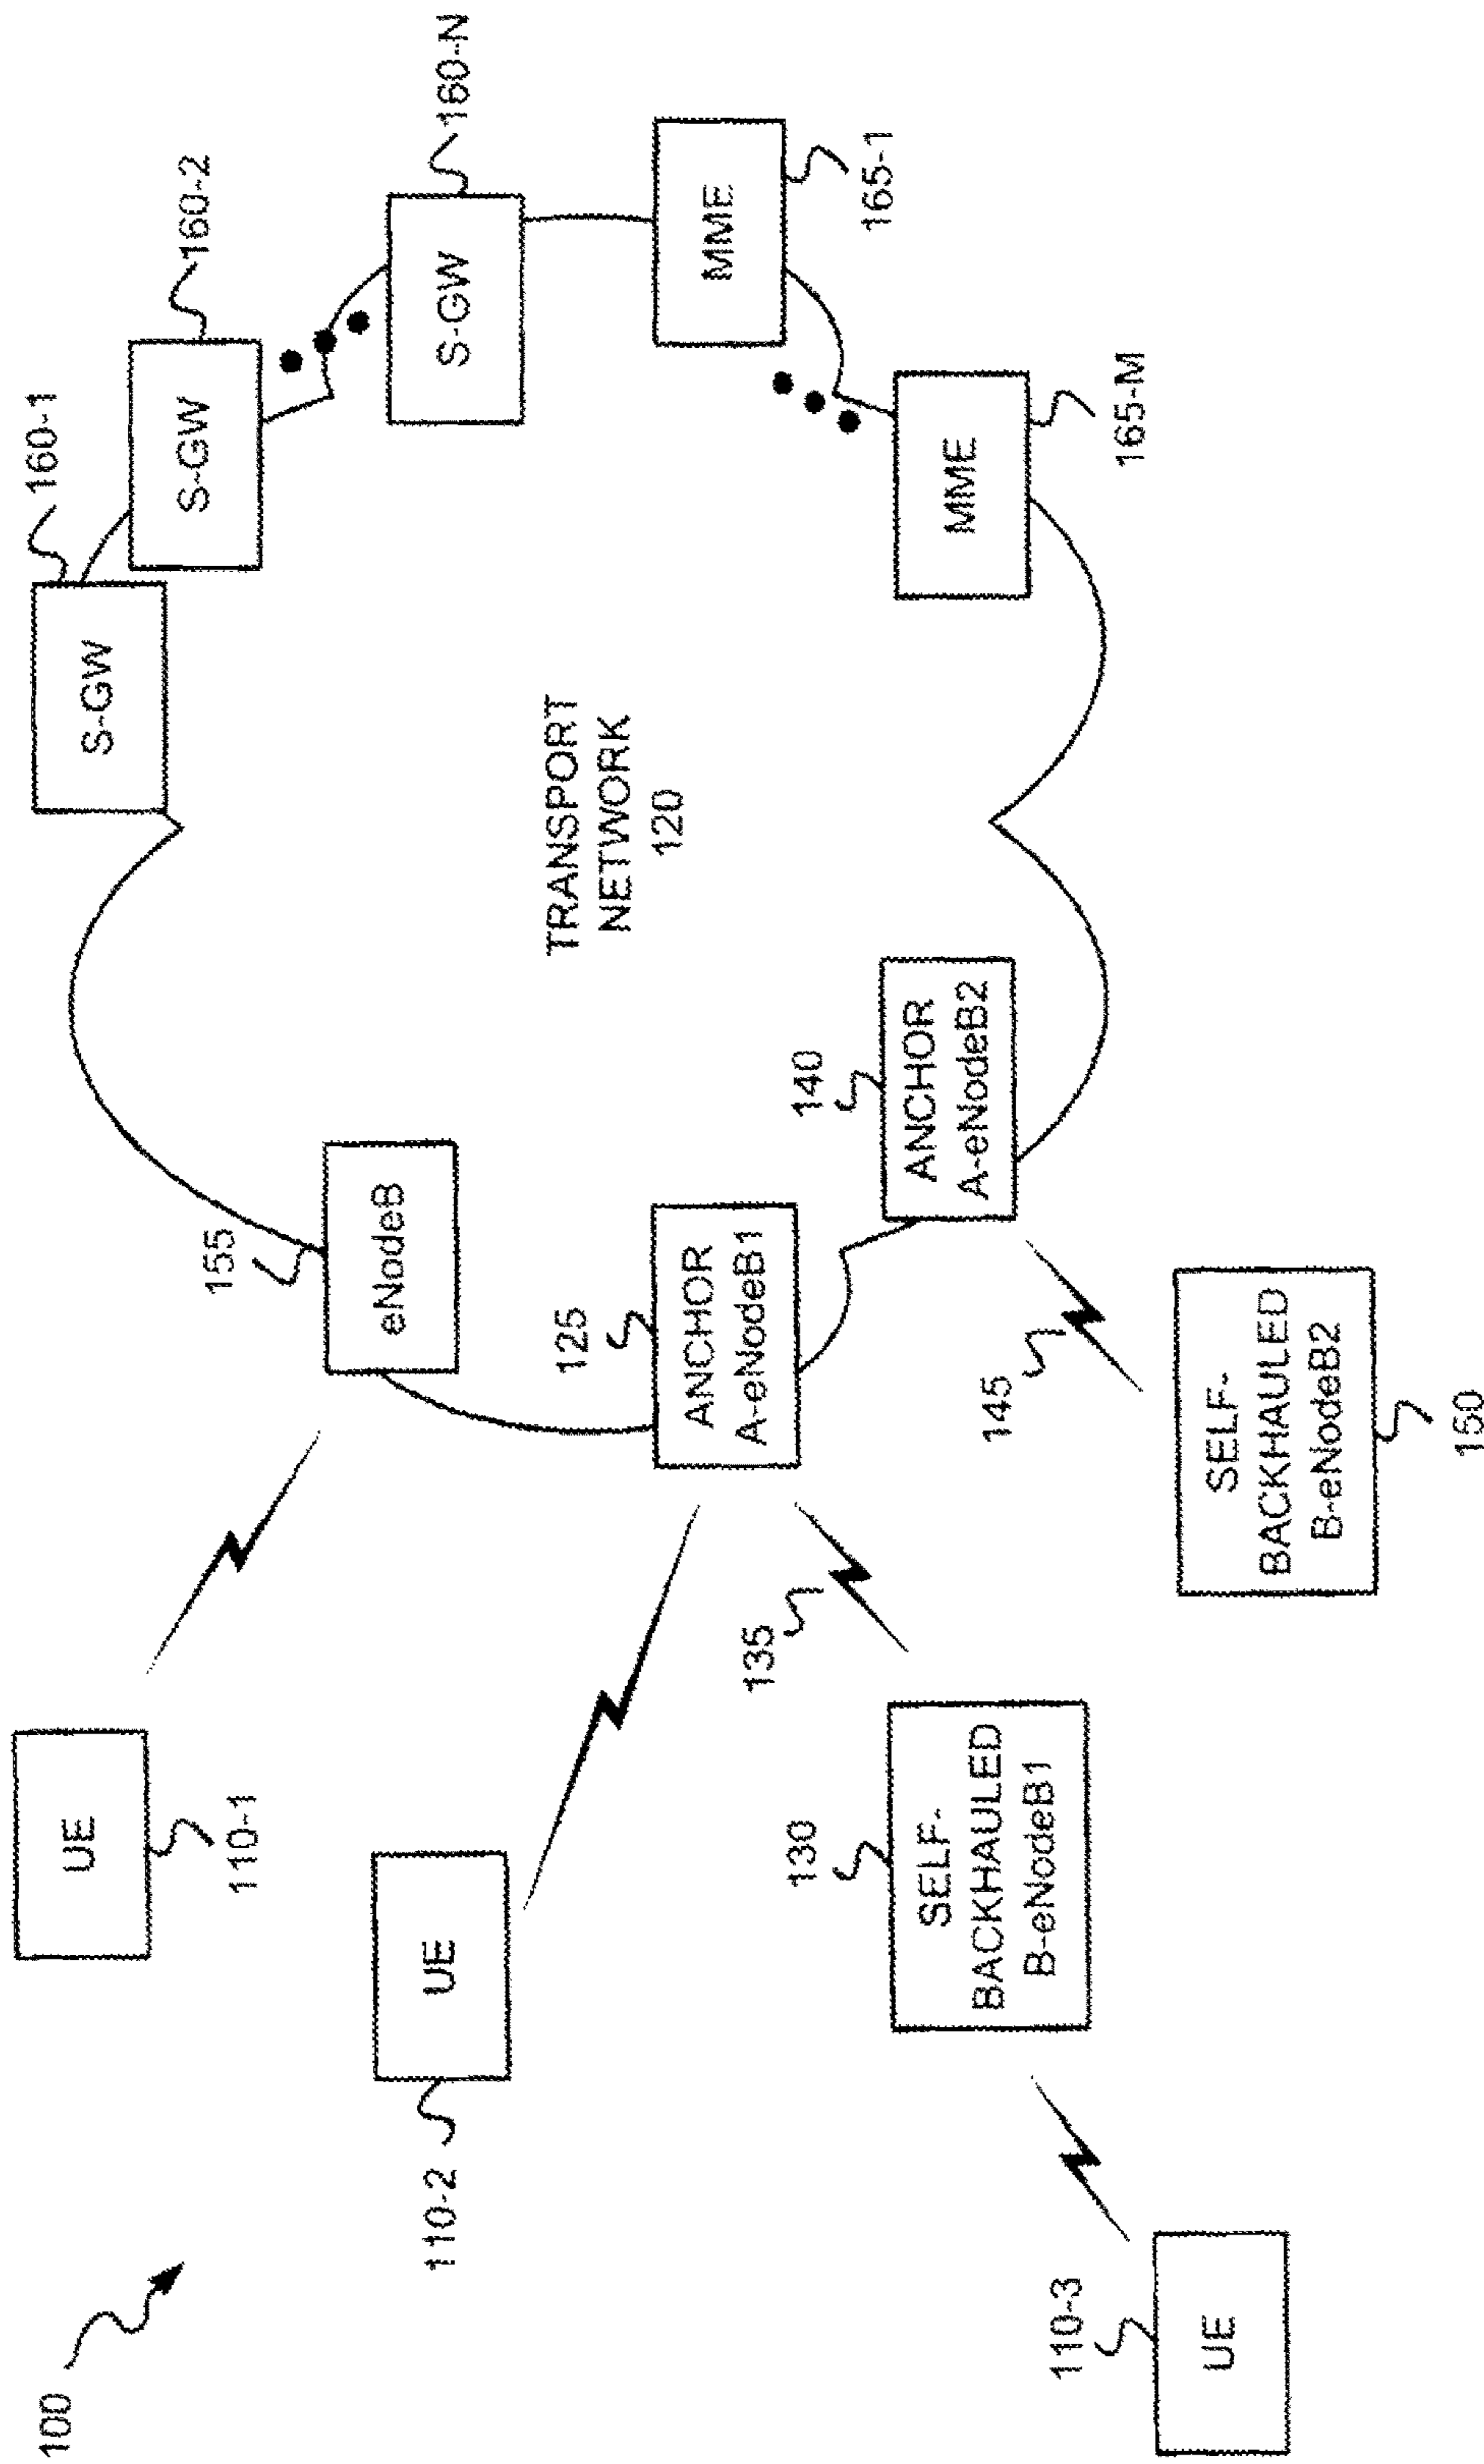 100
UE
110-1
UE
110-2
UE
110-3
SELF-
BACKHAULED
B-eNodeB1
130
135
SELF-
BACKHAULED
B-eNodeB2
150
145
eNodeB
155
ANCHOR
A-eNodeB1
125
ANCHOR
A-eNodeB2
140
TRANSPORT
NETWORK
120
S-GW
160-1
S-GW
160-2
S-GW
160-N
MME
165-1
MME
165-M